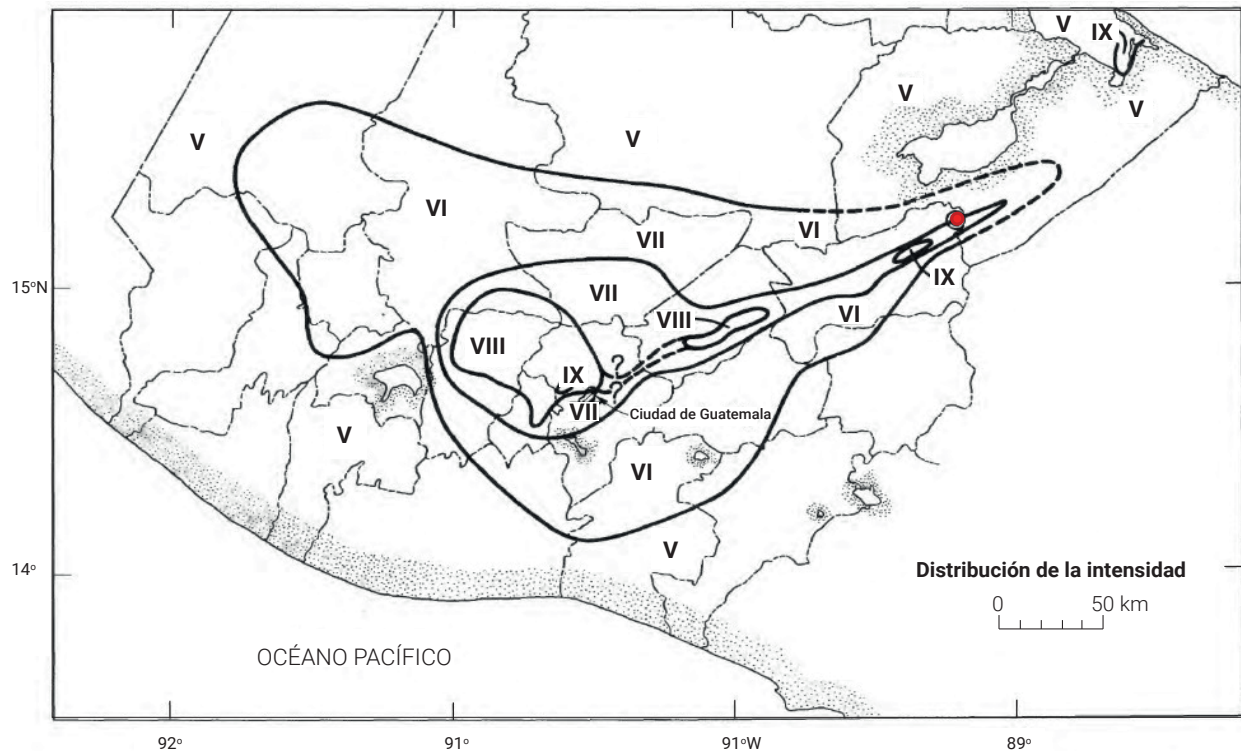 V
IX
V
V
V
V
VI
VII
VI
15°N
VII
IX
VIII
VI
VIII
?
IX
?
VII
Ciudad de Guatemala
V
VI
V
14°
Distribución de la intensidad
0 50 km
OCÉANO PACÍFICO
92° 91° 91°W 89°